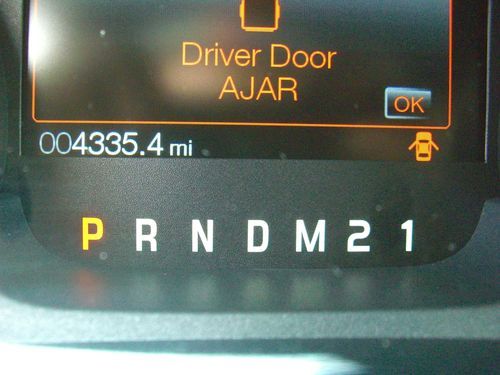 Driver Door
AJAR
OK
004335.4 mi
P R N D M 2 1